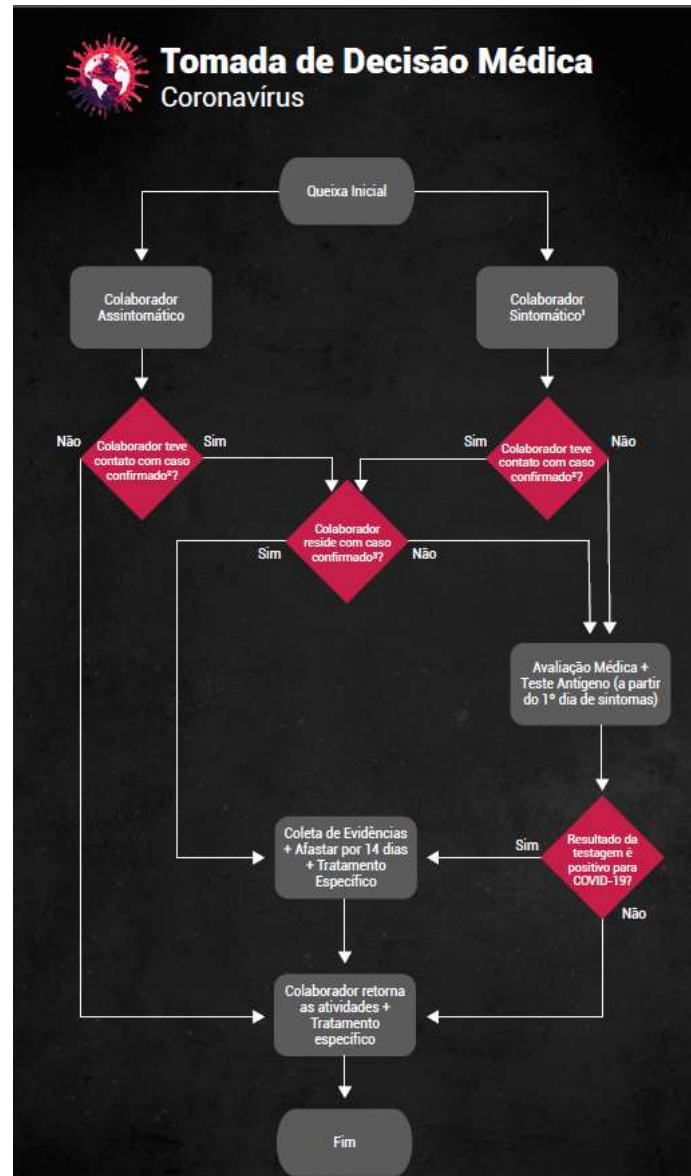 Tomada de Decisão Médica
Coronavírus
Queixa Inicial
Colaborador
Assintomático
Colaborador
Sintomático¹
Não
Colaborador teve
contato com caso
confirmado²?
Sim
Sim
Colaborador teve
contato com caso
confirmado²?
Não
Colaborador
reside com caso
confirmado³?
Sim
Não
Avaliação Médica +
Teste Antígeno (a partir
do 1º dia de sintomas)
Coleta de Evidências
+ Afastar por 14 dias
+ Tratamento
Específico
Sim
Resultado da
testagem é
positivo para
COVID-19?
Não
Colaborador retorna
as atividades +
Tratamento
específico
Fim